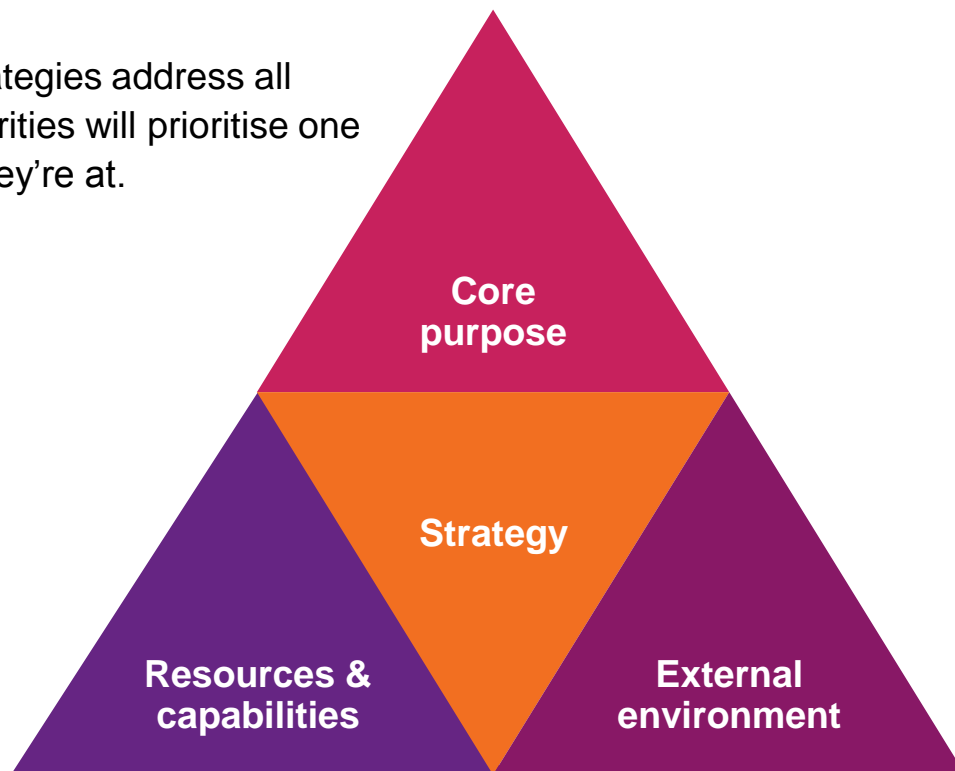 ategies address all
rities will prioritise one
ey're at.
Core
purpose
Strategy
Resources &
capabilities
External
environment